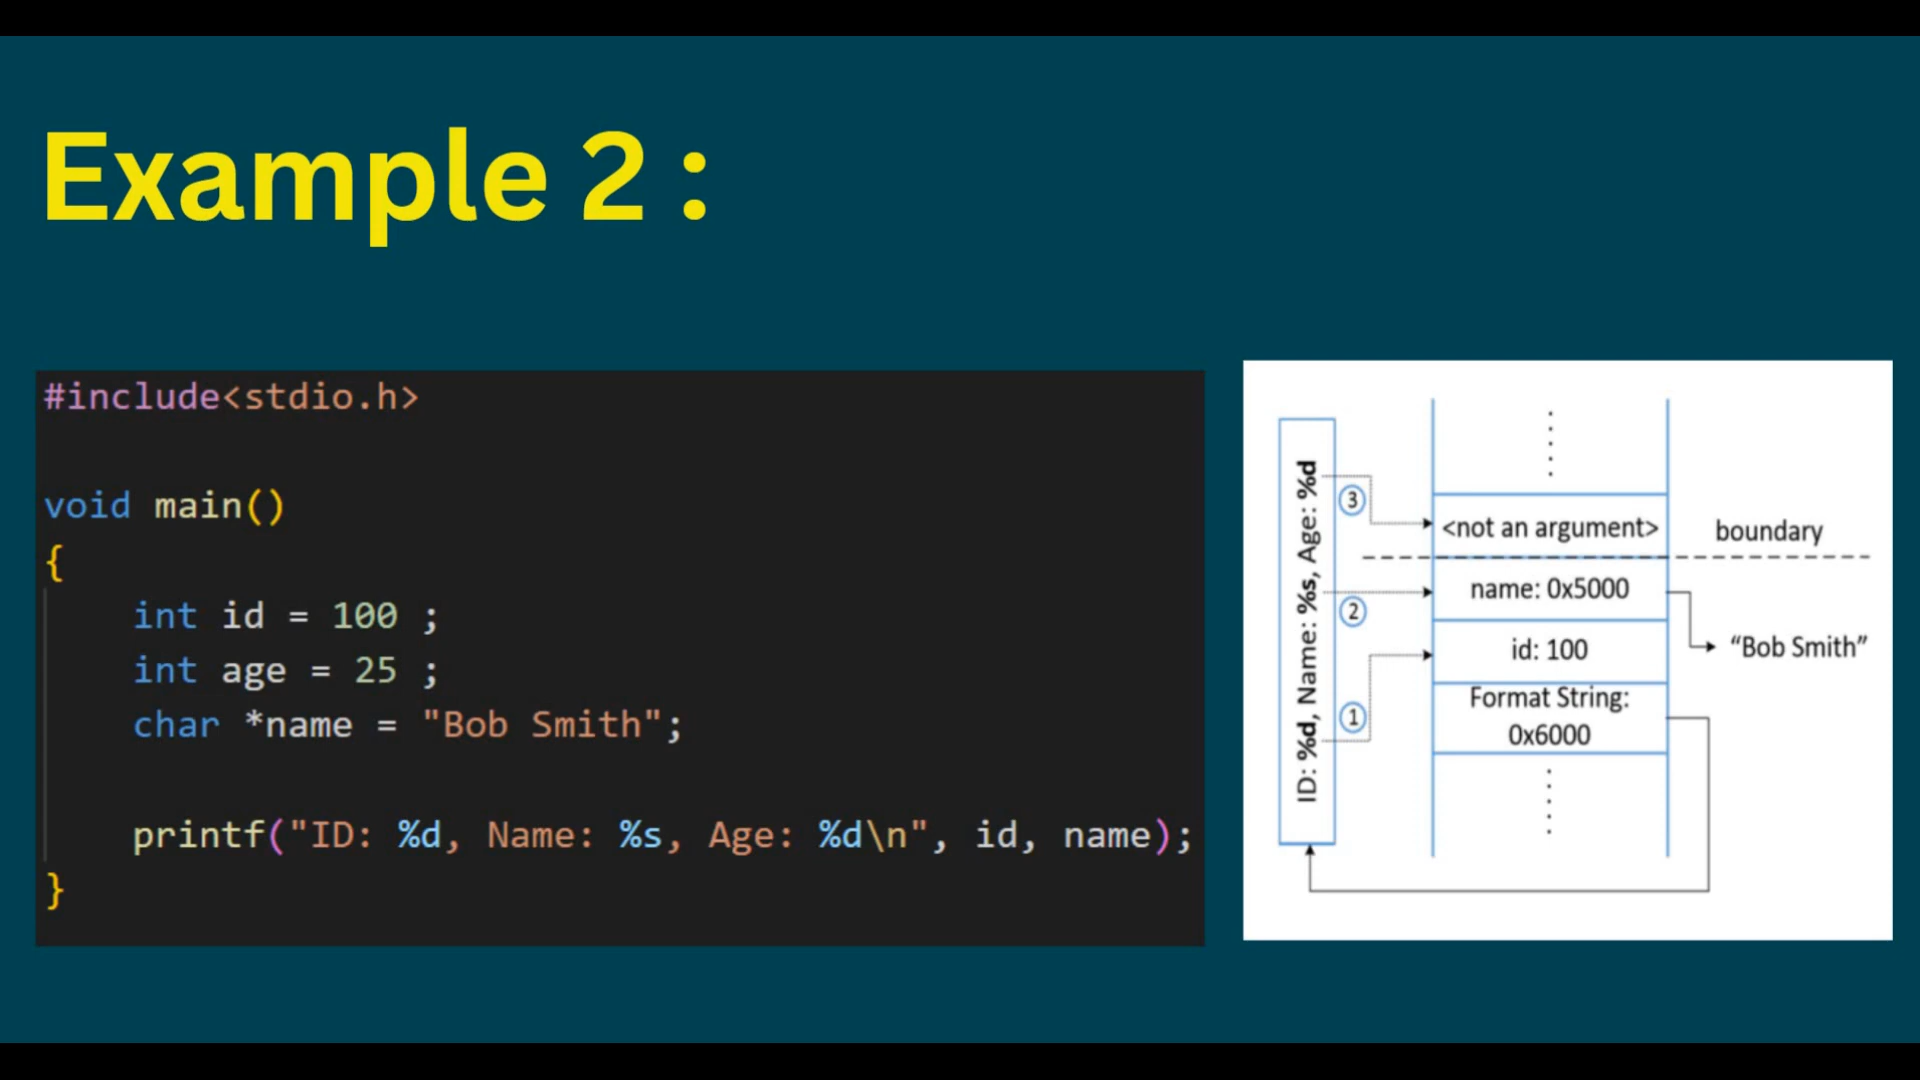 Example 2 :
#include<stdio.h>
void main()
{
int id = 100 ;
int age = 25 ;
char *name = "Bob Smith";
printf("ID: %d, Name: %s, Age: %d\n", id, name);
}
ID: %d, Name: %s, Age: %d
3
2
1
<not an argument>
boundary
name: 0x5000
id: 100
“Bob Smith”
Format String:
0x6000